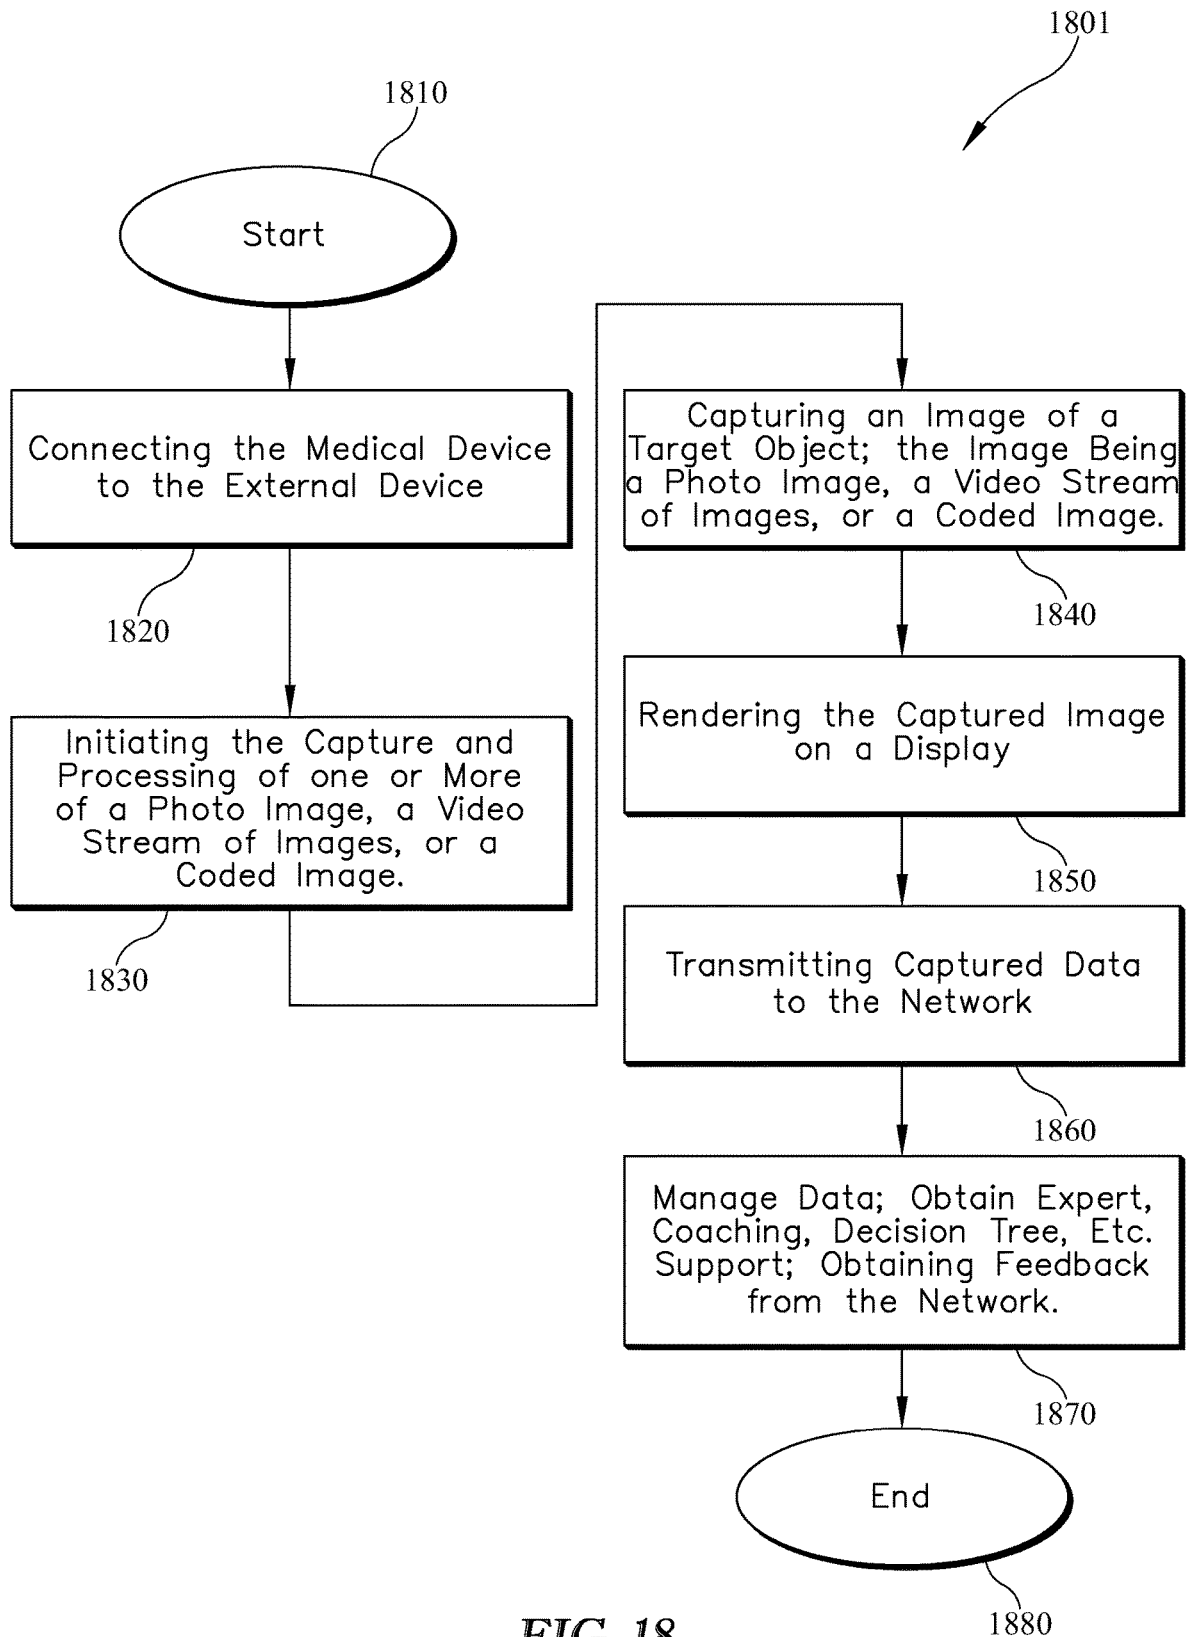 1801
1810
Start
Connecting the Medical Device
to the External Device
1820
Initiating the Capture and
Processing of one or More
of a Photo Image, a Video
Stream of Images, or a
Coded Image.
1830
Capturing an Image of a
Target Object; the Image Being
a Photo Image, a Video Stream
of Images, or a Coded Image.
1840
Rendering the Captured Image
on a Display
1850
Transmitting Captured Data
to the Network
1860
Manage Data; Obtain Expert,
Coaching, Decision Tree, Etc.
Support; Obtaining Feedback
from the Network.
1870
End
1880
FIG. 18